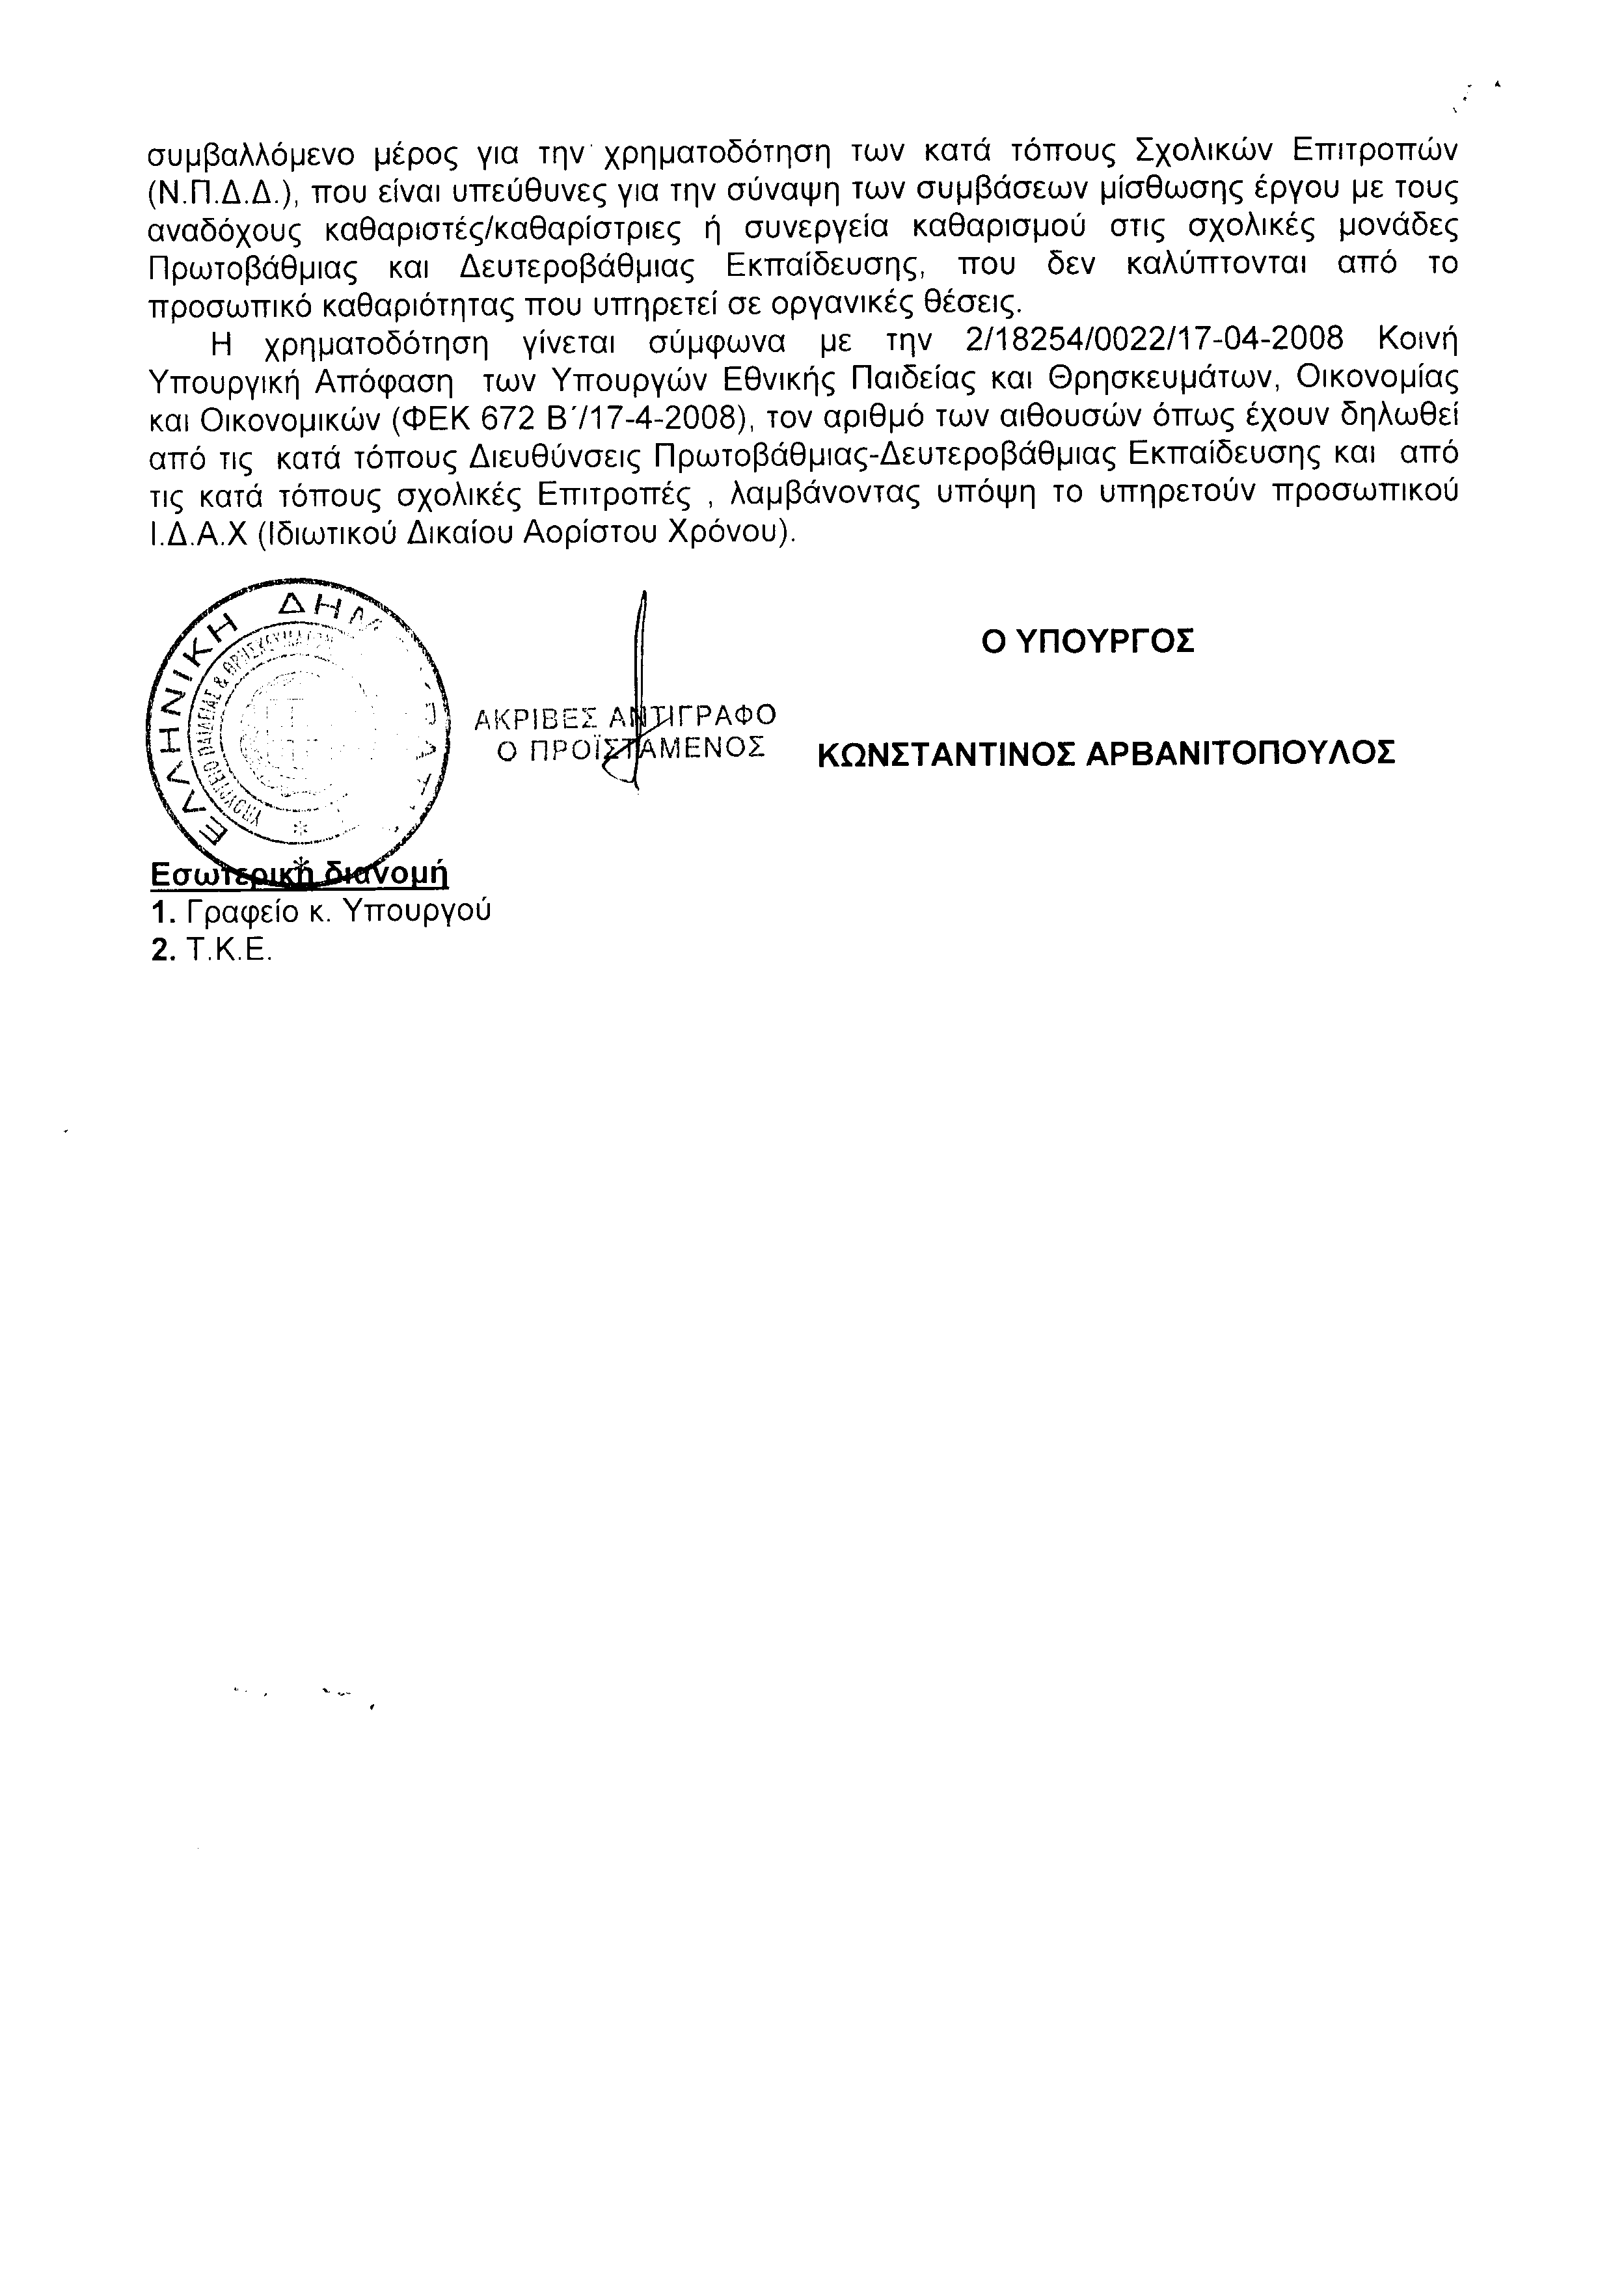 συμβαλλόμενο μέρος για την χρηματοδότηση των κατά τόπους Σχολικών Επιτροπών
(Ν.Π.Δ.Δ.), που είναι υπεύθυνες για την σύναψη των συμβάσεων μίσθωσης έργου με τους
αναδόχους καθαριστές/καθαρίστριες ή συνεργεία καθαρισμού στις σχολικές μονάδες
Πρωτοβάθμιας και Δευτεροβάθμιας Εκπαίδευσης, που δεν καλύπτονται από το
προσωπικό καθαριότητας που υπηρετεί σε οργανικές θέσεις.
Η χρηματοδότηση γίνεται σύμφωνα με την 2/18254/0022/17-04-2008 Κοινή
Υπουργική Απόφαση των Υπουργών Εθνικής Παιδείας και Θρησκευμάτων, Οικονομίας
και Οικονομικών (ΦΕΚ 672 Β΄/17-4-2008), τον αριθμό των αιθουσών όπως έχουν δηλωθεί
από τις κατά τόπους Διευθύνσεις Πρωτοβάθμιας-Δευτεροβάθμιας Εκπαίδευσης και από
τις κατά τόπους σχολικές Επιτροπές , λαμβάνοντας υπόψη το υπηρετούν προσωπικού
Ι.Δ.Α.Χ (Ιδιωτικού Δικαίου Αορίστου Χρόνου).
ΕΛΛΗΝΙΚΗ
ΥΠΟΥΡΓΕΙΟ ΠΑΙΔΕΙΑΣ & ΘΡΗΣΚΕΥΜΑΤΩΝ
Ο ΥΠΟΥΡΓΟΣ
ΑΚΡΙΒΕΣ ΑΝΤΙΓΡΑΦΟ
Ο ΠΡΟΪΣΤΑΜΕΝΟΣ
ΚΩΝΣΤΑΝΤΙΝΟΣ ΑΡΒΑΝΙΤΟΠΟΥΛΟΣ
Εσωτερική διανομή
1. Γραφείο κ. Υπουργού
2. Τ.Κ.Ε.